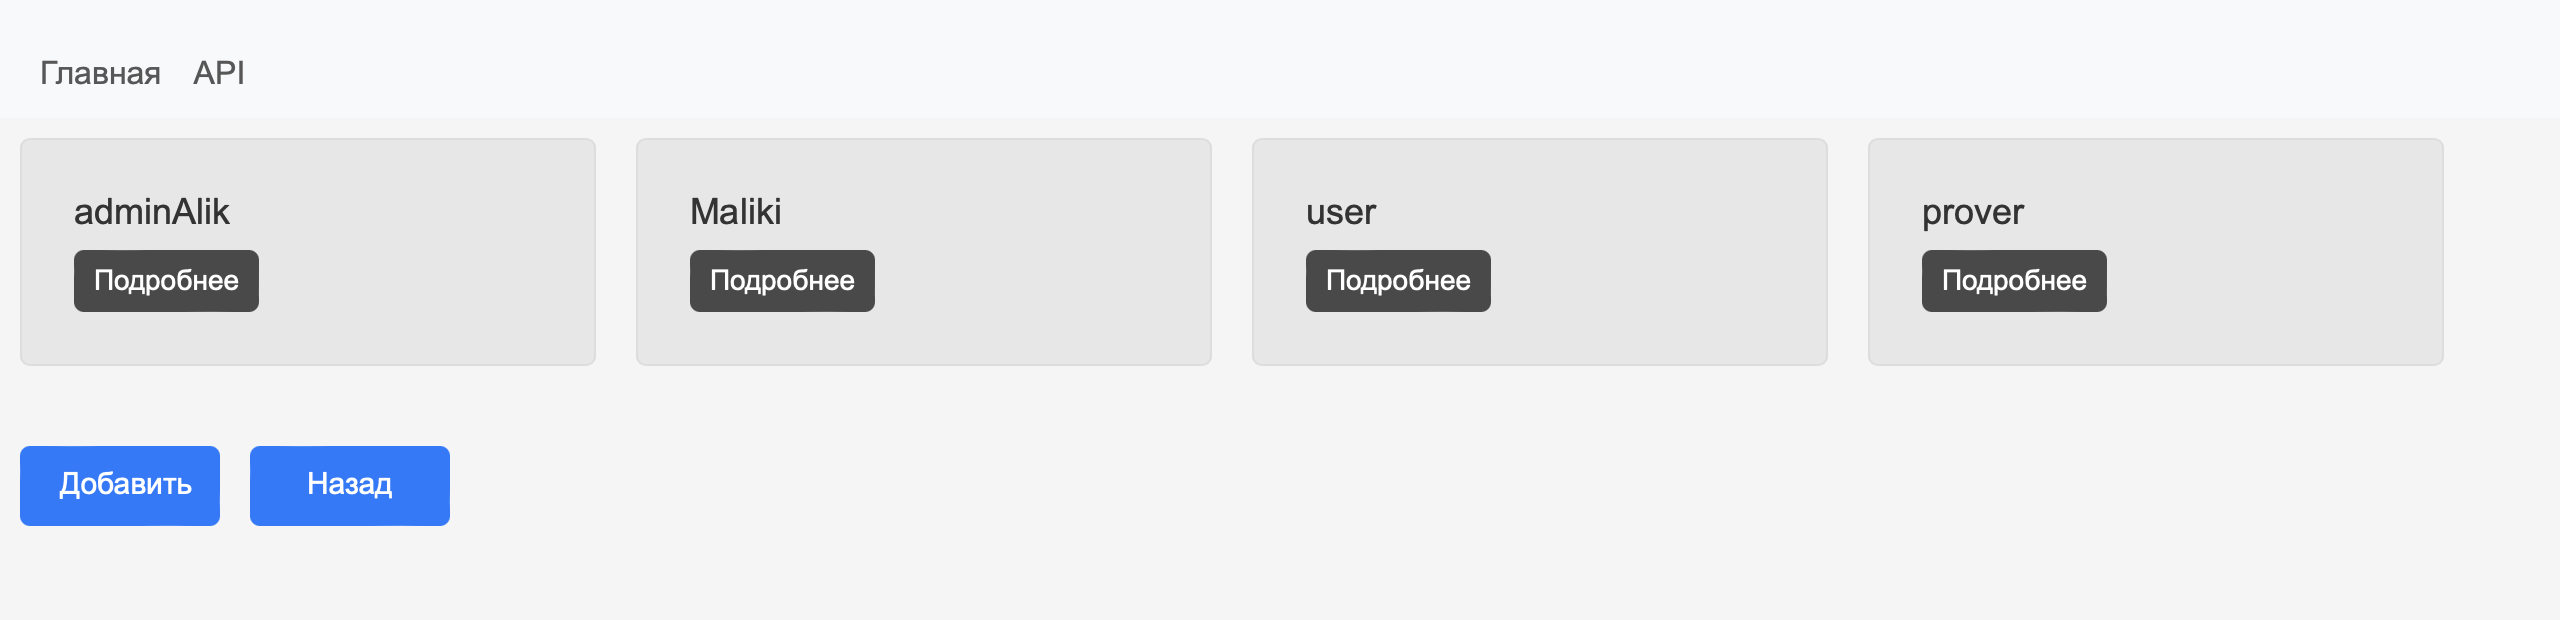 Главная API
adminAlik Maliki user prover
Подробнее Подробнее Подробнее Подробнее
Добавить Назад